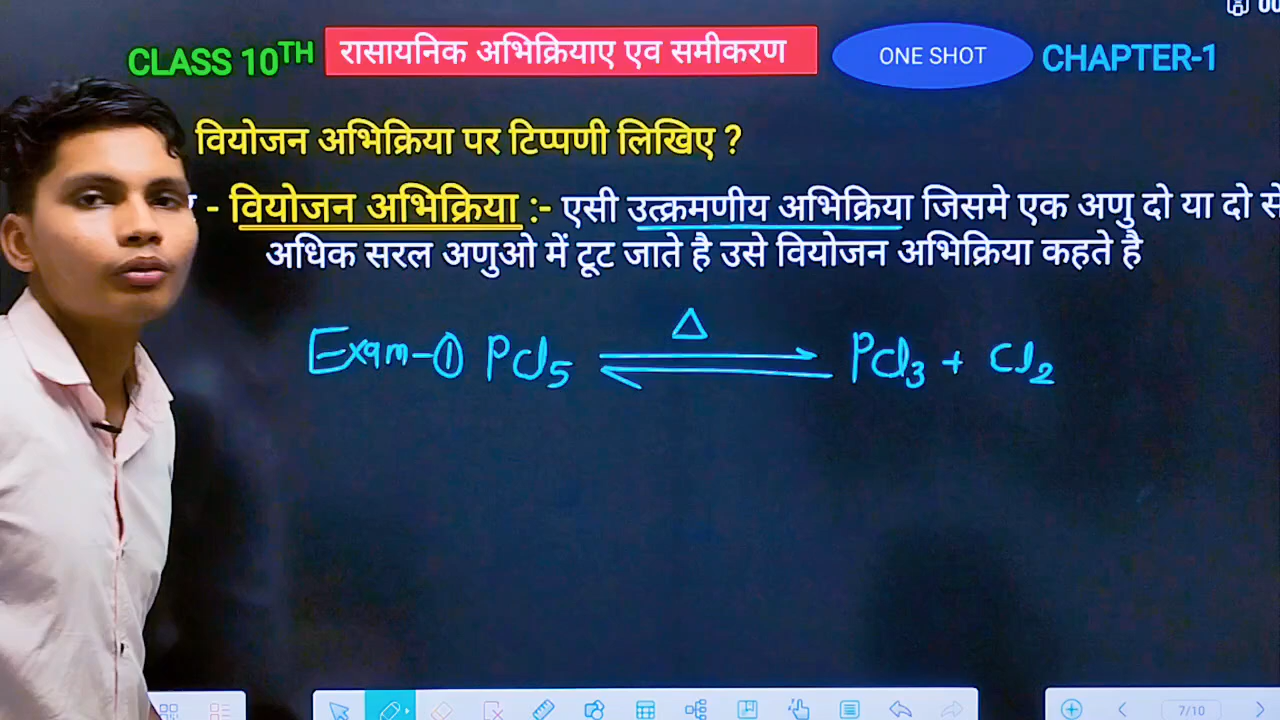 CLASS 10TH रासायनिक अभिक्रियाए एव समीकरण ONE SHOT CHAPTER-1
वियोजन अभिक्रिया पर टिप्पणी लिखिए ?
- वियोजन अभिक्रिया :- एसी उत्क्रमणीय अभिक्रिया जिसमे एक अणु दो या दो से
अधिक सरल अणुओ में टूट जाते है उसे वियोजन अभिक्रिया कहते है
Δ
Exam-① PCl5 ⇌ PCl3 + Cl2
7/10